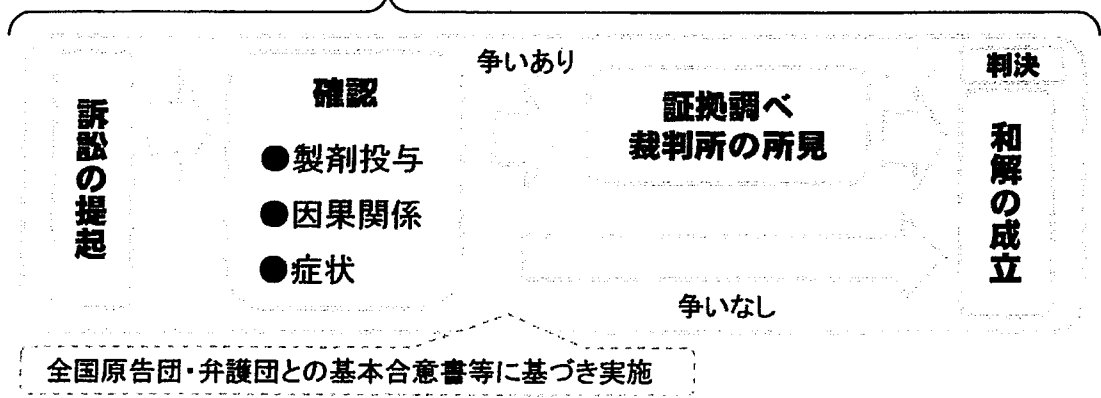 訴訟の提起
確認
●製剤投与
●因果関係
●症状
争いあり
証拠調べ
裁判所の所見
争いなし
判決
和解の成立
全国原告団・弁護団との基本合意書等に基づき実施